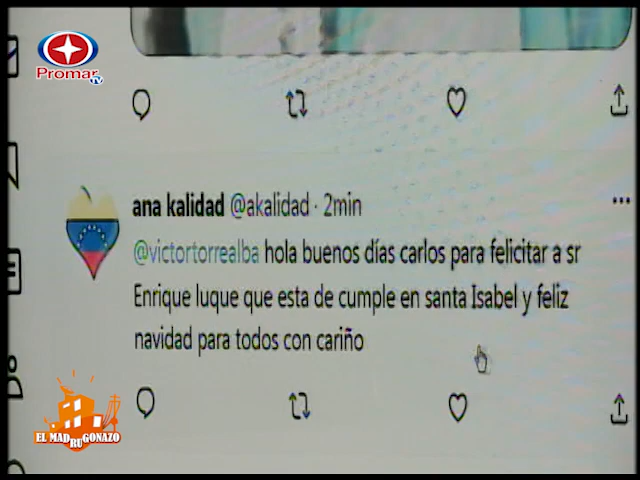 Promar
tv
ana kalidad @akalidad · 2min
@victortorrealba hola buenos días carlos para felicitar a sr
Enrique luque que esta de cumple en santa Isabel y feliz
navidad para todos con cariño
EL MADRUGONAZO